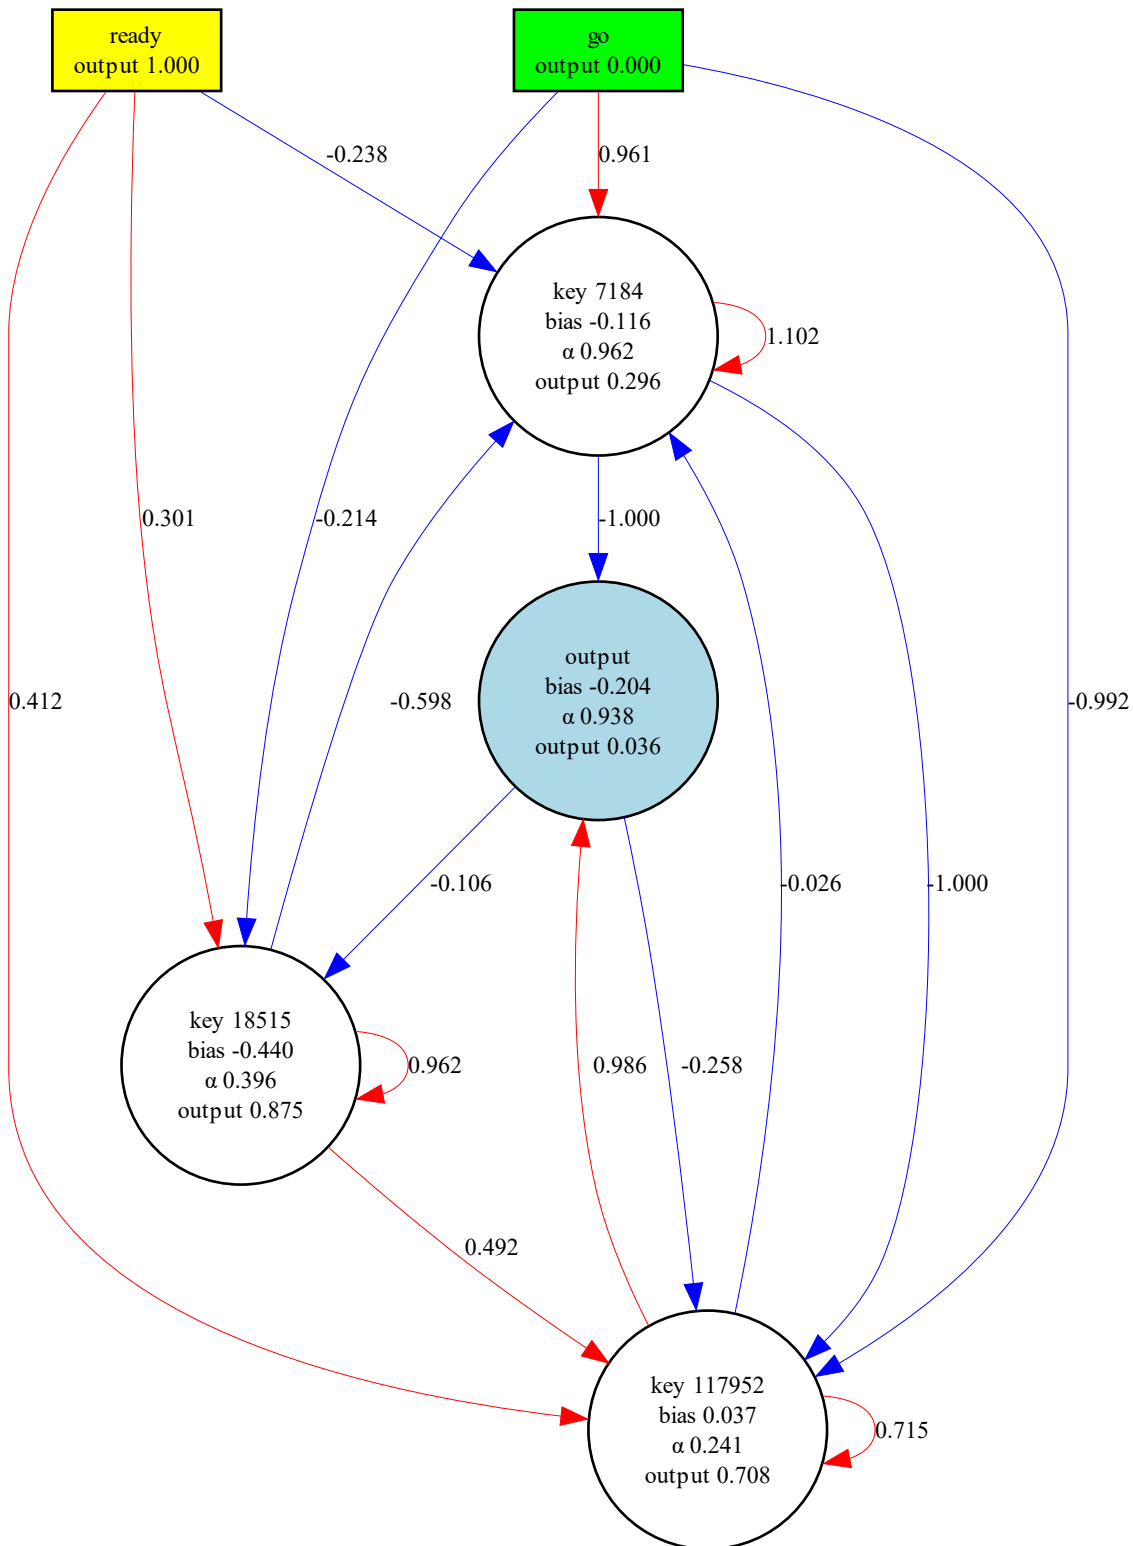 ready
output 1.000
go
output 0.000
-0.238
0.961
key 7184
bias -0.116
α 0.962
output 0.296
1.102
0.301
-0.214
-1.000
output
bias -0.204
α 0.938
output 0.036
0.412
-0.598
-0.992
-0.106
-0.026
-1.000
key 18515
bias -0.440
α 0.396
output 0.875
0.962
0.986
-0.258
0.492
key 117952
bias 0.037
α 0.241
output 0.708
0.715